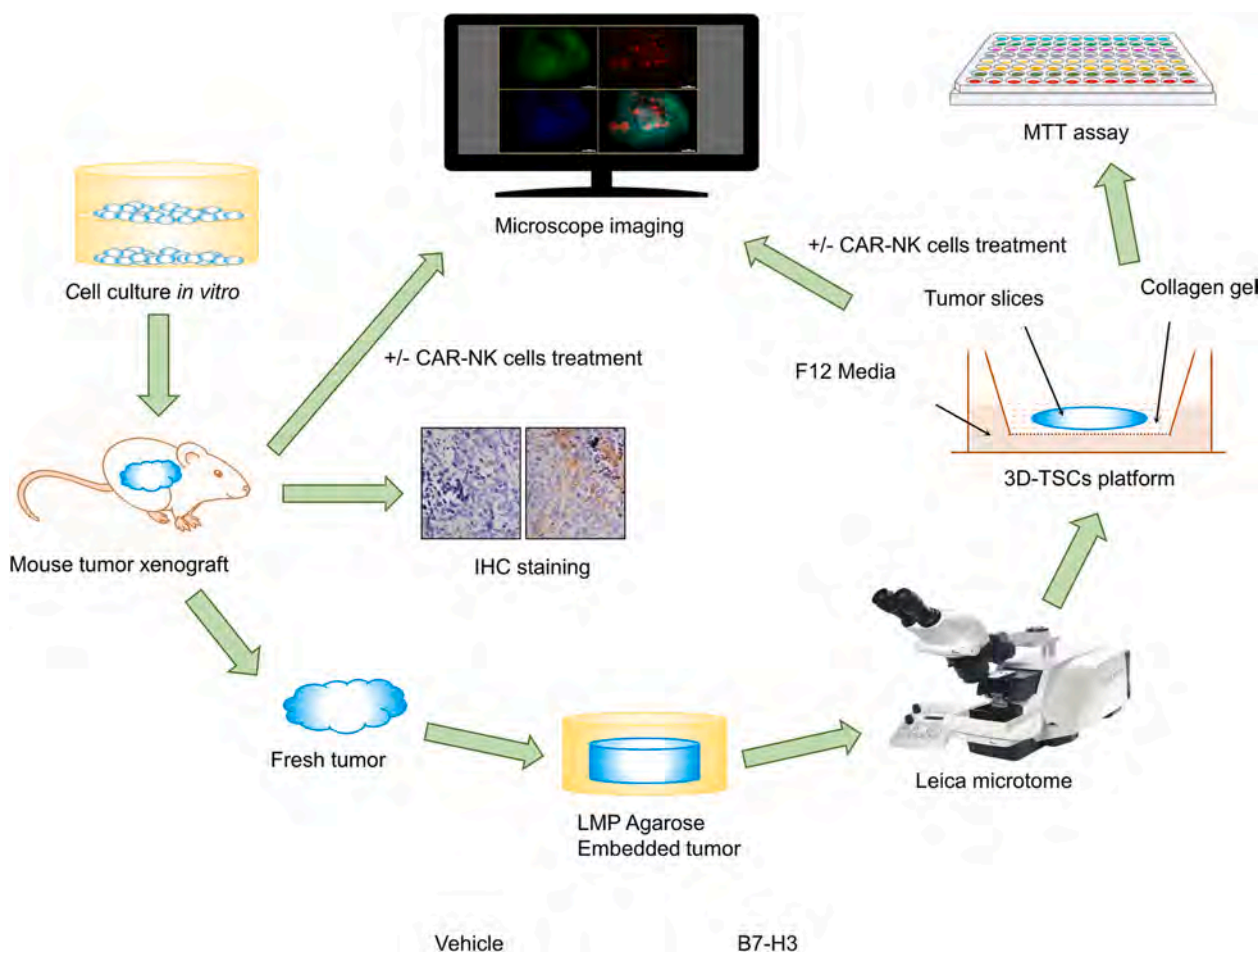 MTT assay
Microscope imaging
+/- CAR-NK cells treatment
Cell culture in vitro
Tumor slices
Collagen gel
+/- CAR-NK cells treatment
F12 Media
3D-TSCs platform
Mouse tumor xenograft
IHC staining
Fresh tumor
Leica microtome
LMP Agarose
Embedded tumor
Vehicle
B7-H3